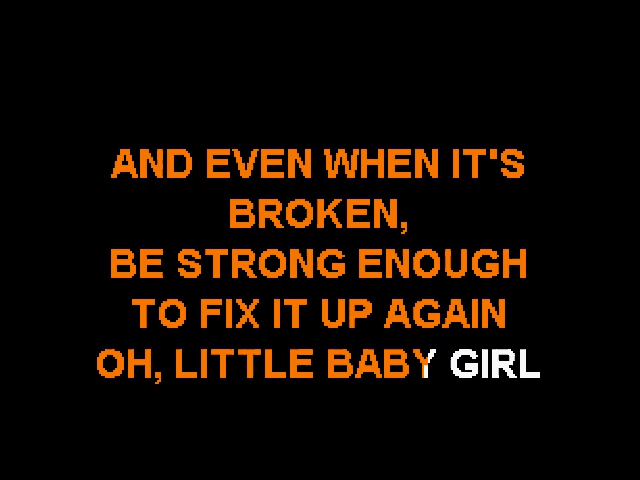 AND EVEN WHEN IT'S
BROKEN,
BE STRONG ENOUGH
TO FIX IT UP AGAIN
OH, LITTLE BABY GIRL